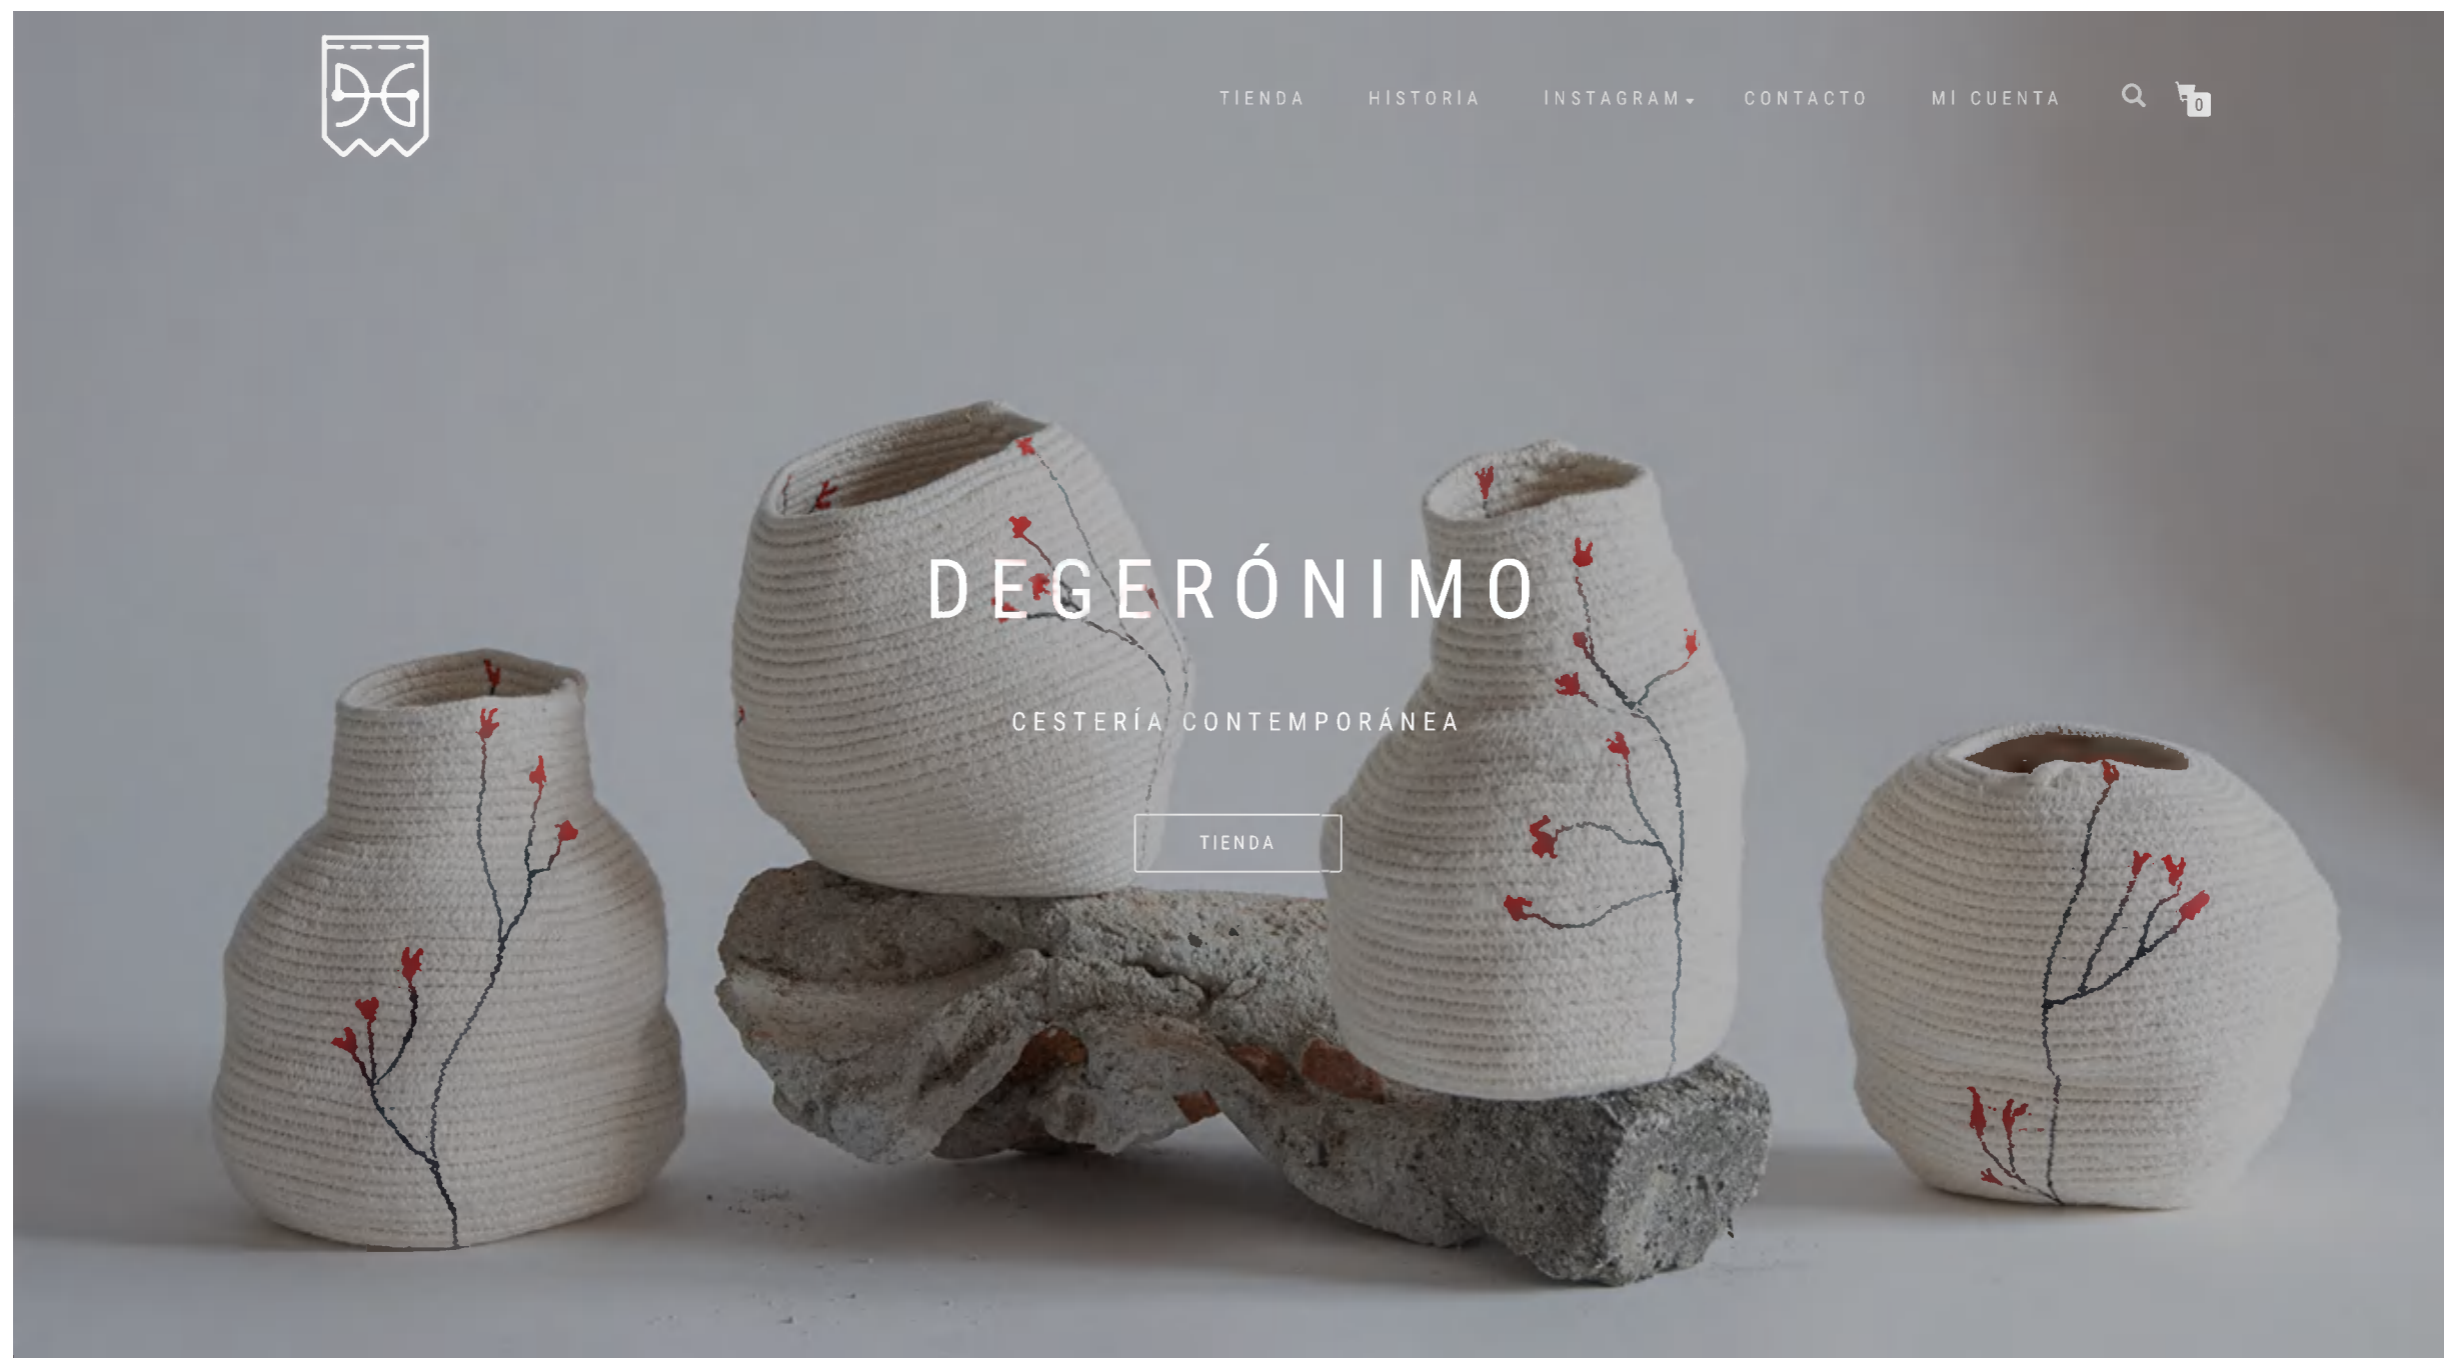 TIENDA HISTORIA INSTAGRAM CONTACTO MI CUENTA 0
DEGERÓNIMO
CESTERÍA CONTEMPORÁNEA
TIENDA